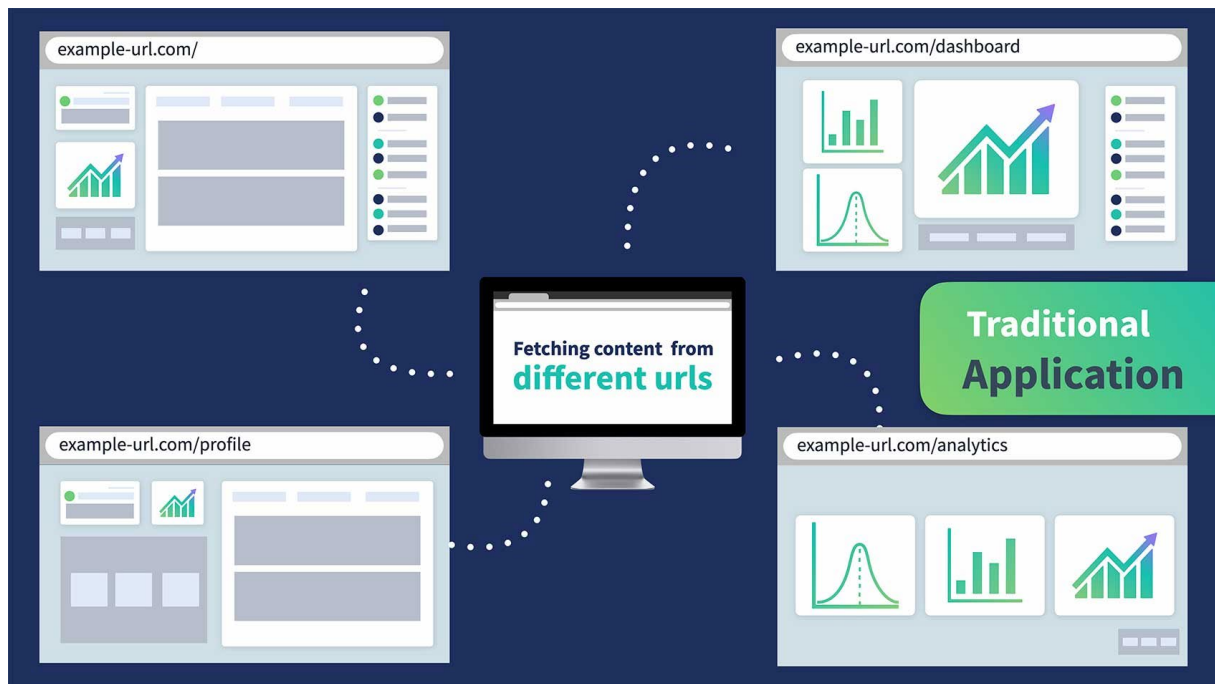 example-url.com/
example-url.com/dashboard
Fetching content from
different urls
Traditional
Application
example-url.com/profile
example-url.com/analytics